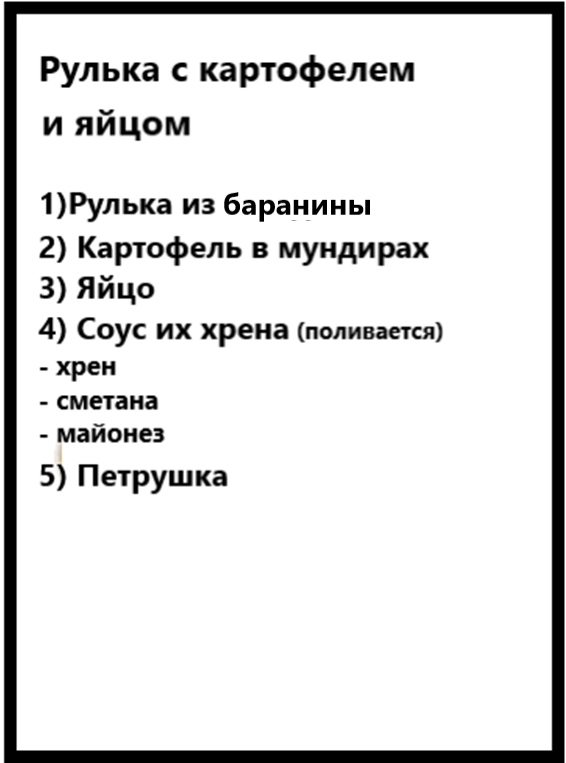 Рулька с картофелем
и яйцом
1)Рулька из баранины
2) Картофель в мундирах
3) Яйцо
4) Соус их хрена (поливается)
- хрен
- сметана
- майонез
5) Петрушка